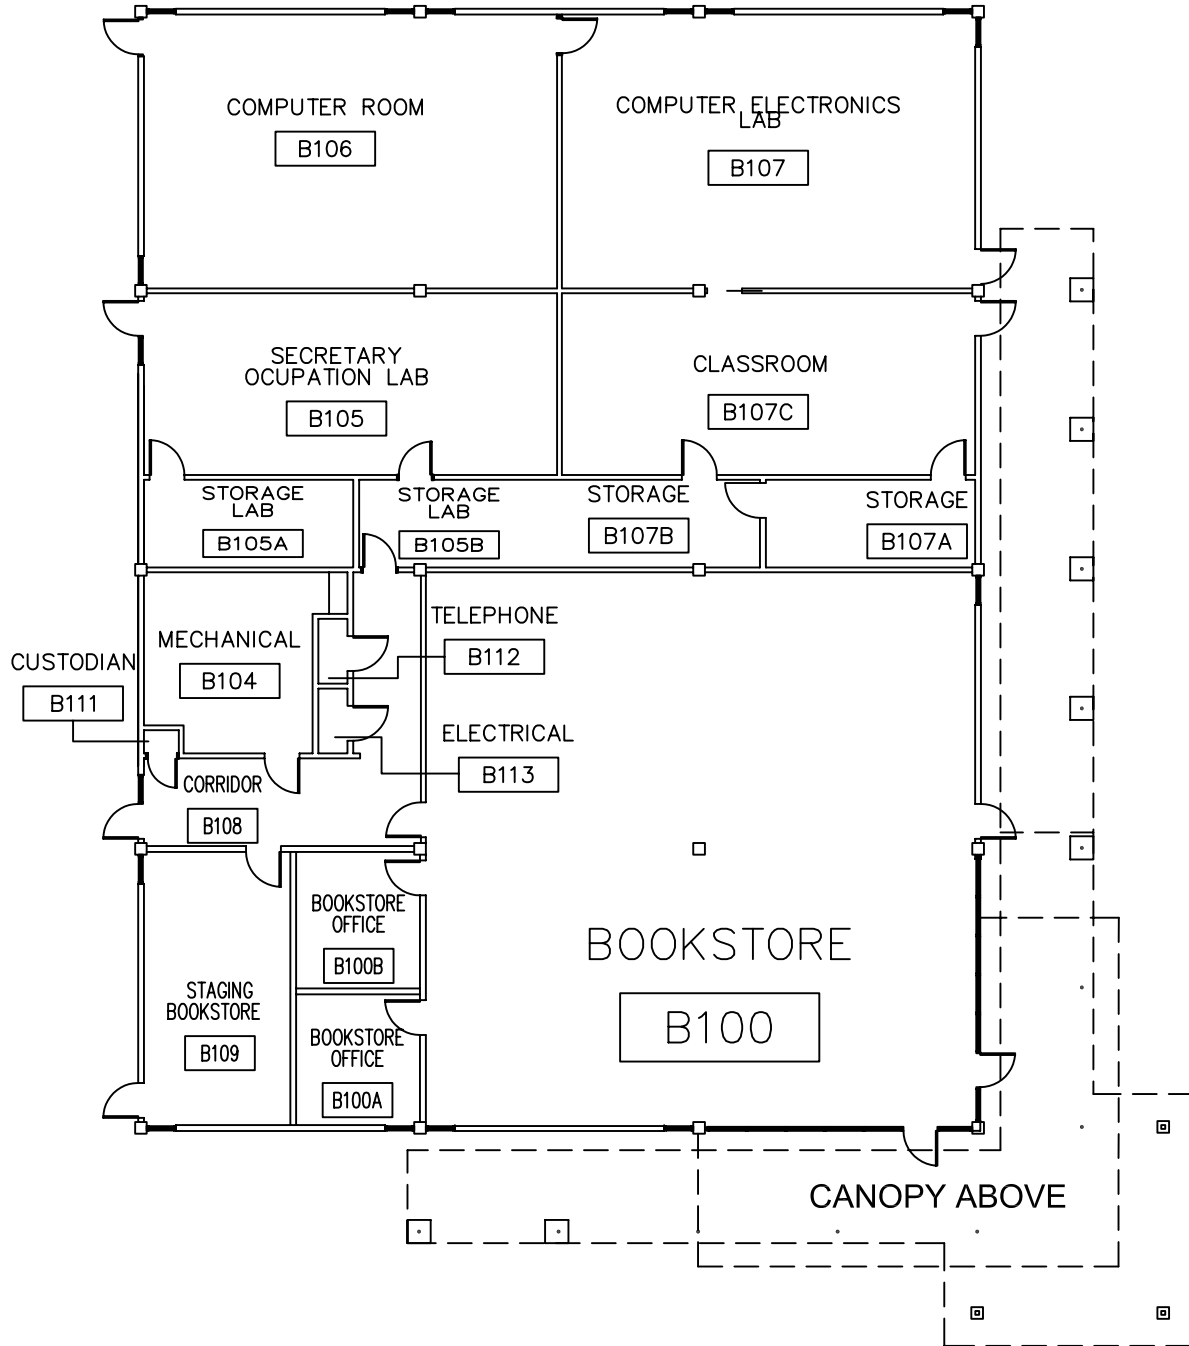 COMPUTER ROOM
B106
COMPUTER ELECTRONICS
LAB
B107
SECRETARY
OCUPATION LAB
B105
CLASSROOM
B107C
STORAGE
LAB
B105A
STORAGE
LAB
B105B
STORAGE
B107B
STORAGE
B107A
TELEPHONE
B112
MECHANICAL
B104
CUSTODIAN
B111
ELECTRICAL
B113
CORRIDOR
B108
BOOKSTORE
OFFICE
B100B
BOOKSTORE
B100
STAGING
BOOKSTORE
B109
BOOKSTORE
OFFICE
B100A
CANOPY ABOVE